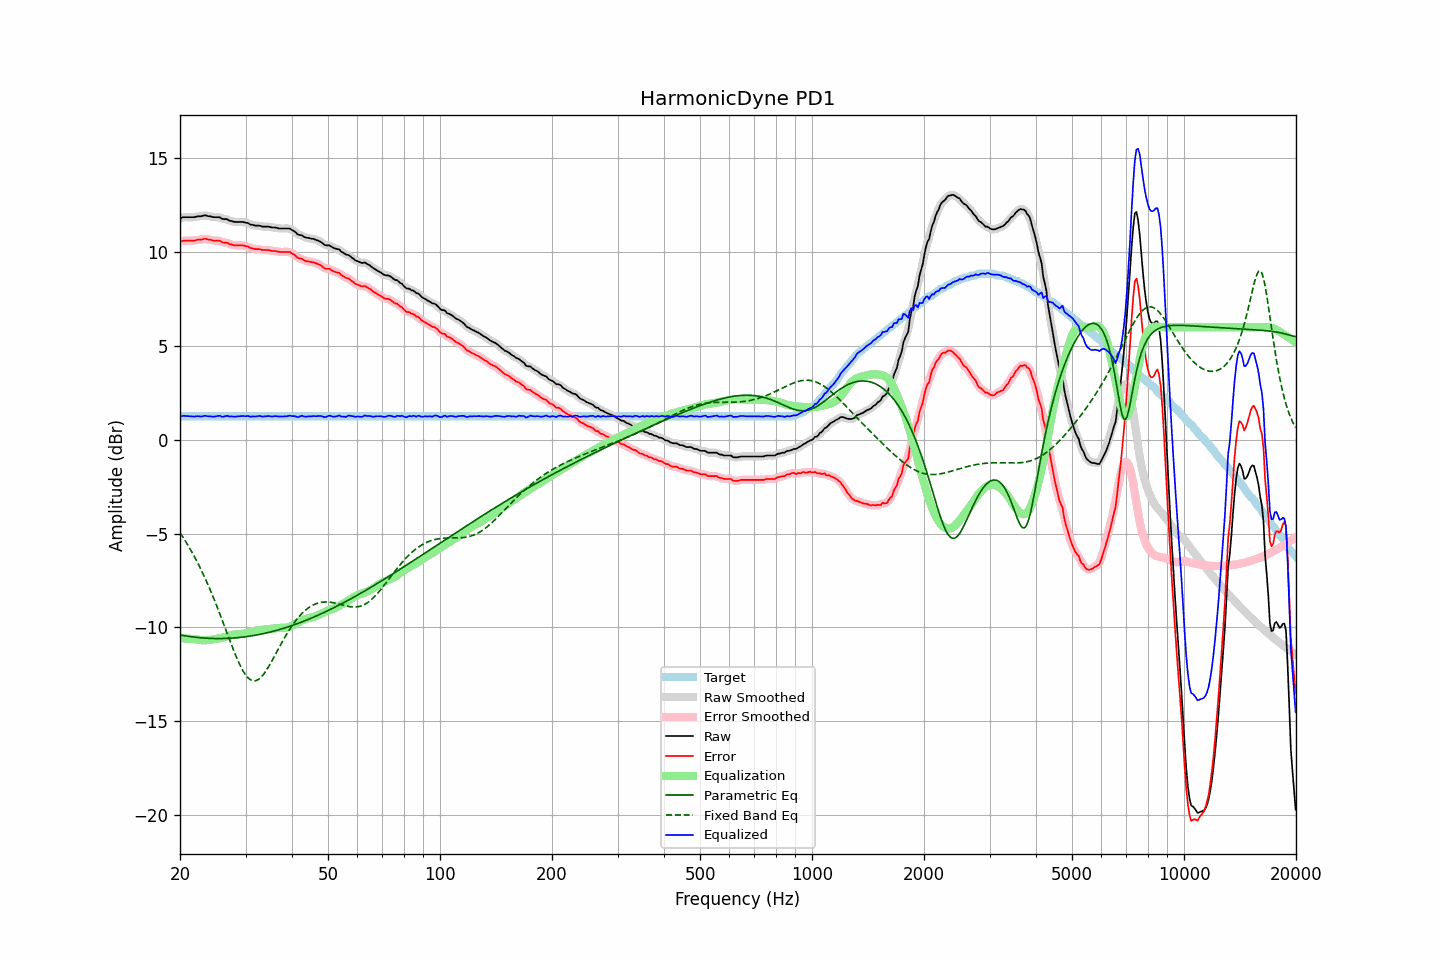 HarmonicDyne PD1
Amplitude (dBr)
15
10
5
0
−5
−10
−15
−20
20
50
100
200
500
1000
2000
5000
10000
20000
Frequency (Hz)
Target
Raw Smoothed
Error Smoothed
Raw
Error
Equalization
Parametric Eq
Fixed Band Eq
Equalized